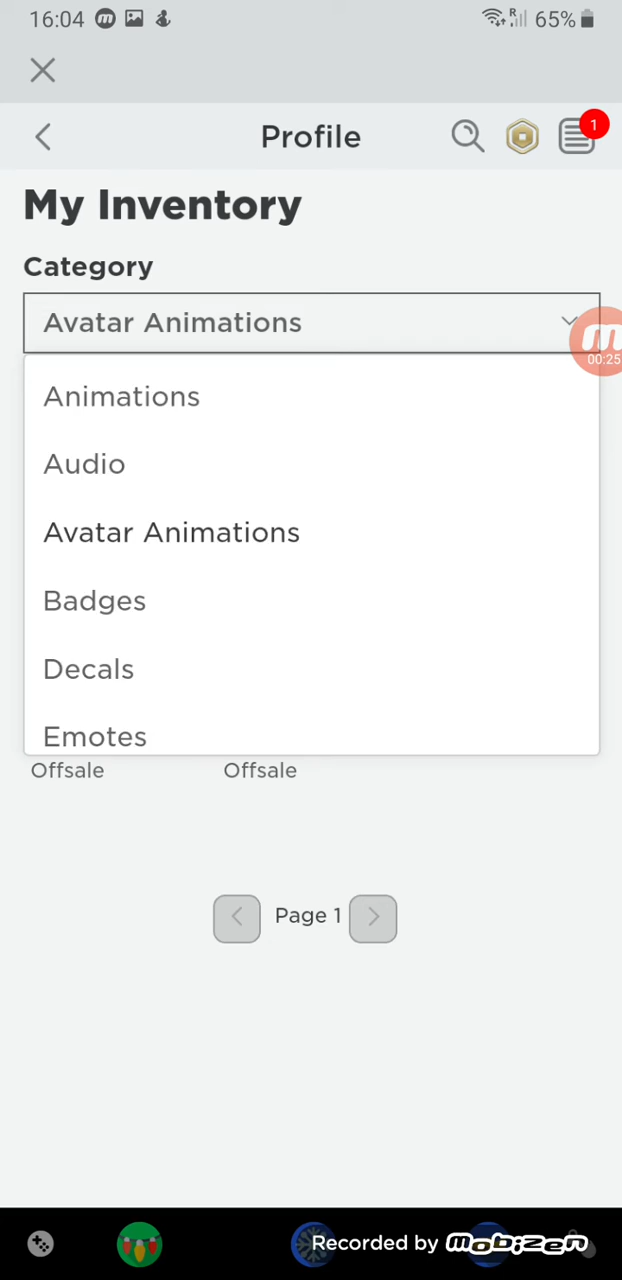 16:04
R
65%
Profile
1
My Inventory
Category
Avatar Animations
00:25
Animations
Audio
Avatar Animations
Badges
Decals
Emotes
Offsale Offsale
Page 1
Recorded by mobizen